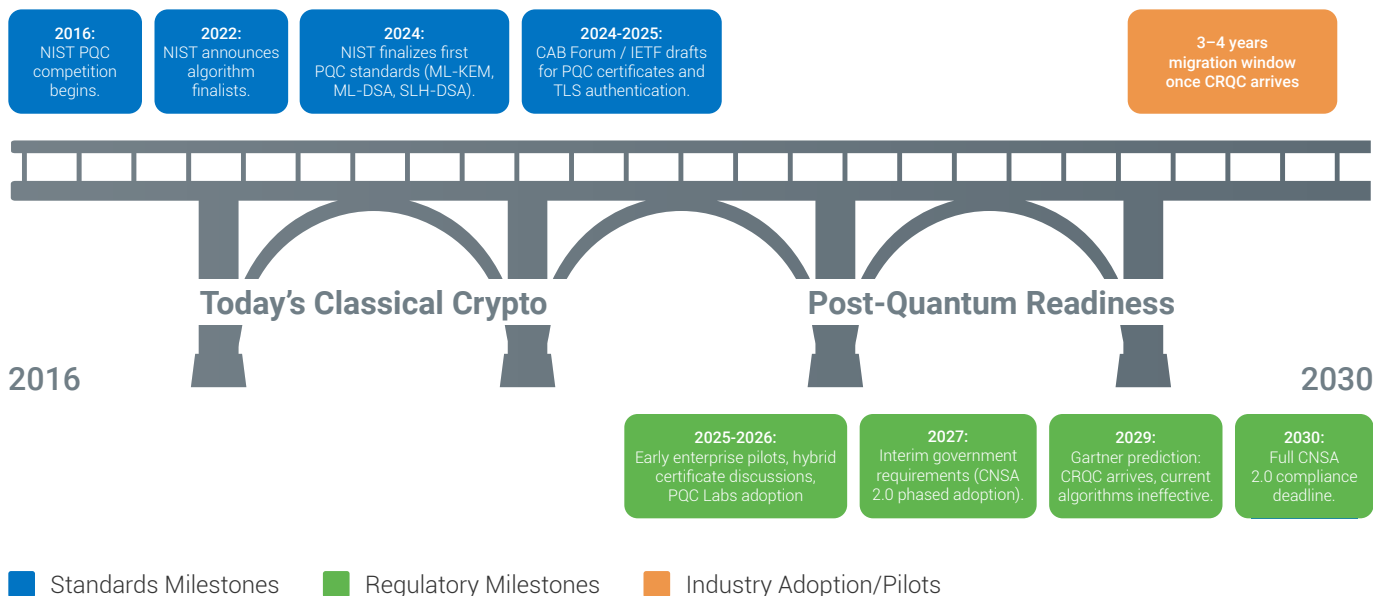 2016:
NIST PQC
competition
begins.
2022:
NIST announces
algorithm
finalists.
2024:
NIST finalizes first
PQC standards (ML-KEM,
ML-DSA, SLH-DSA).
2024-2025:
CAB Forum / IETF drafts
for PQC certificates and
TLS authentication.
3–4 years
migration window
once CRQC arrives
Today's Classical Crypto
Post-Quantum Readiness
2016
2030
2025-2026:
Early enterprise pilots, hybrid
certificate discussions,
PQC Labs adoption
2027:
Interim government
requirements (CNSA
2.0 phased adoption).
2029:
Gartner prediction:
CRQC arrives, current
algorithms ineffective.
2030:
Full CNSA
2.0 compliance
deadline.
Standards Milestones
Regulatory Milestones
Industry Adoption/Pilots